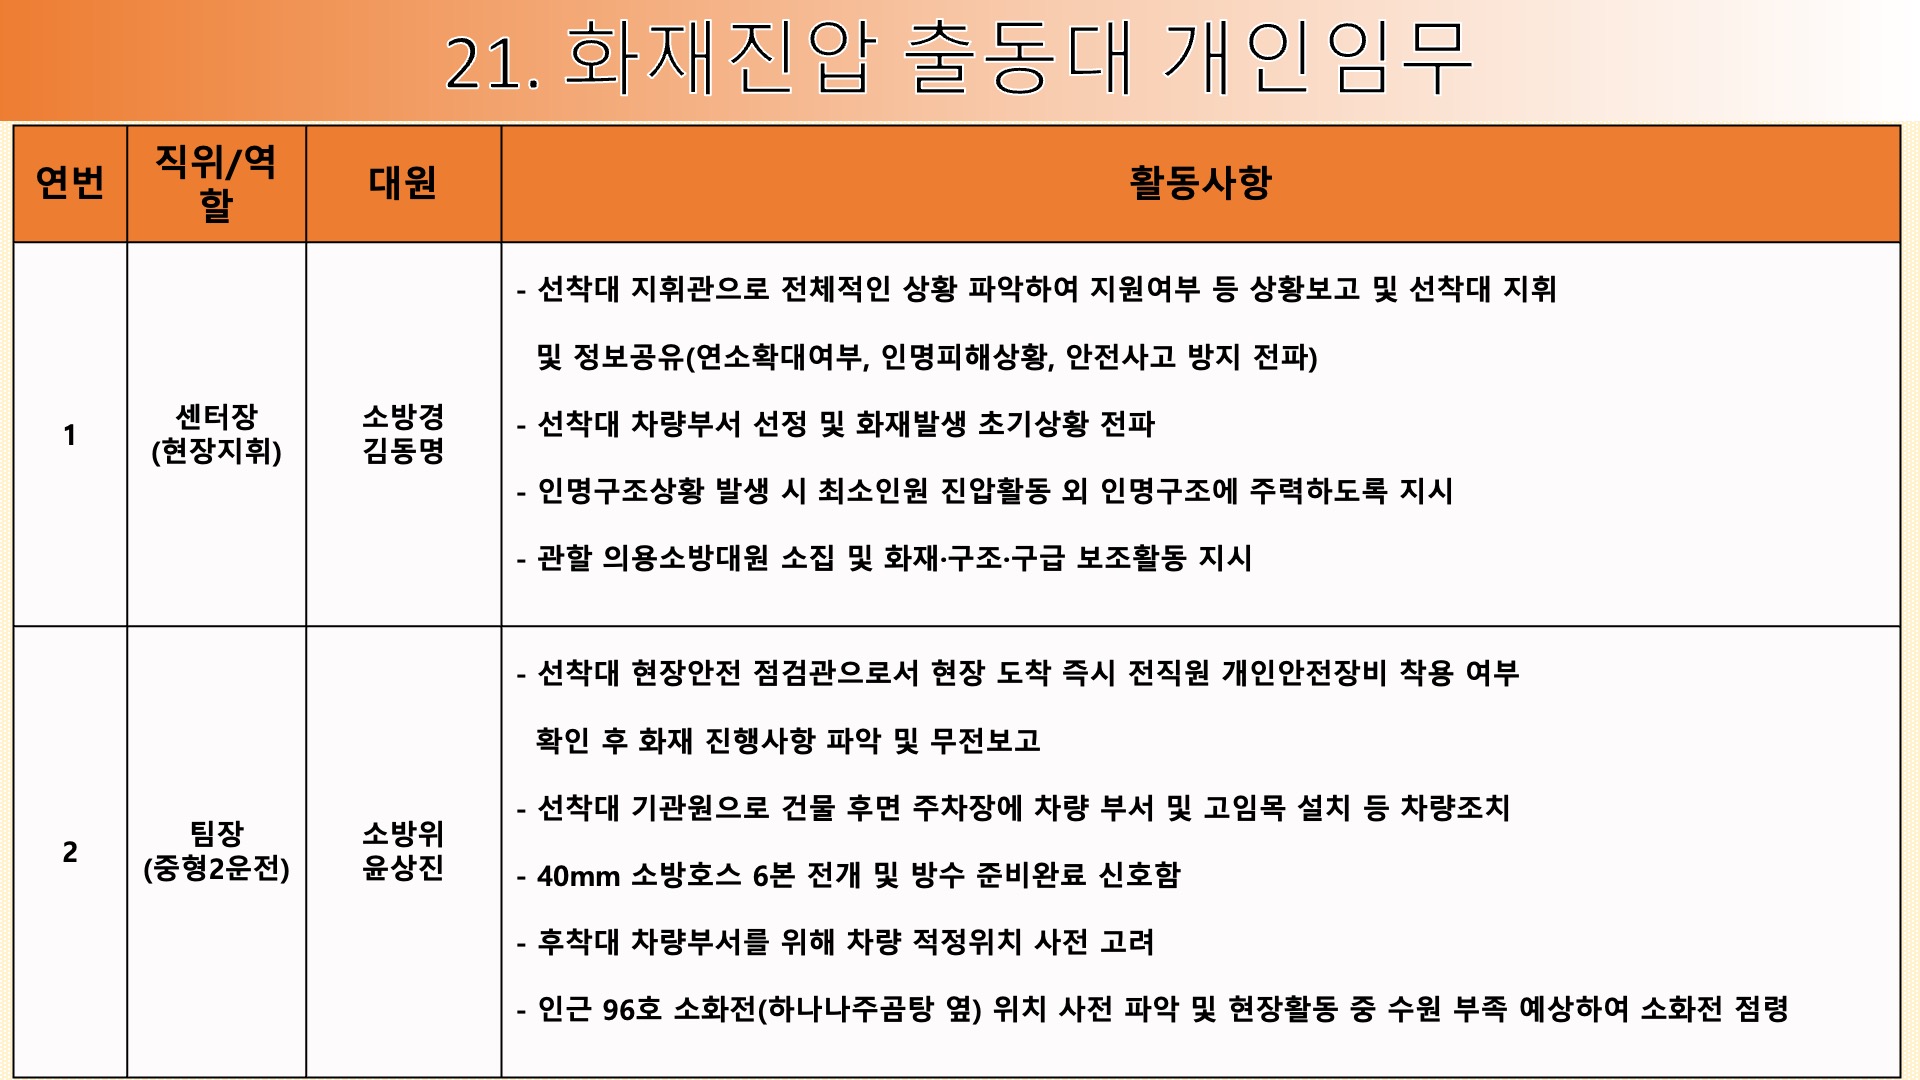 21. 화재진압 출동대 개인임무
연번
직위/역
할
대원
활동사항
1
센터장
(현장지휘)
소방경
김동명
- 선착대 지휘관으로 전체적인 상황 파악하여 지원여부 등 상황보고 및 선착대 지휘
및 정보공유(연소확대여부, 인명피해상황, 안전사고 방지 전파)
- 선착대 차량부서 선정 및 화재발생 초기상황 전파
- 인명구조상황 발생 시 최소인원 진압활동 외 인명구조에 주력하도록 지시
- 관할 의용소방대원 소집 및 화재·구조·구급 보조활동 지시
2
팀장
(중형2운전)
소방위
윤상진
- 선착대 현장안전 점검관으로서 현장 도착 즉시 전직원 개인안전장비 착용 여부
확인 후 화재 진행사항 파악 및 무전보고
- 선착대 기관원으로 건물 후면 주차장에 차량 부서 및 고임목 설치 등 차량조치
- 40mm 소방호스 6본 전개 및 방수 준비완료 신호함
- 후착대 차량부서를 위해 차량 적정위치 사전 고려
- 인근 96호 소화전(하나나주곰탕 옆) 위치 사전 파악 및 현장활동 중 수원 부족 예상하여 소화전 점령